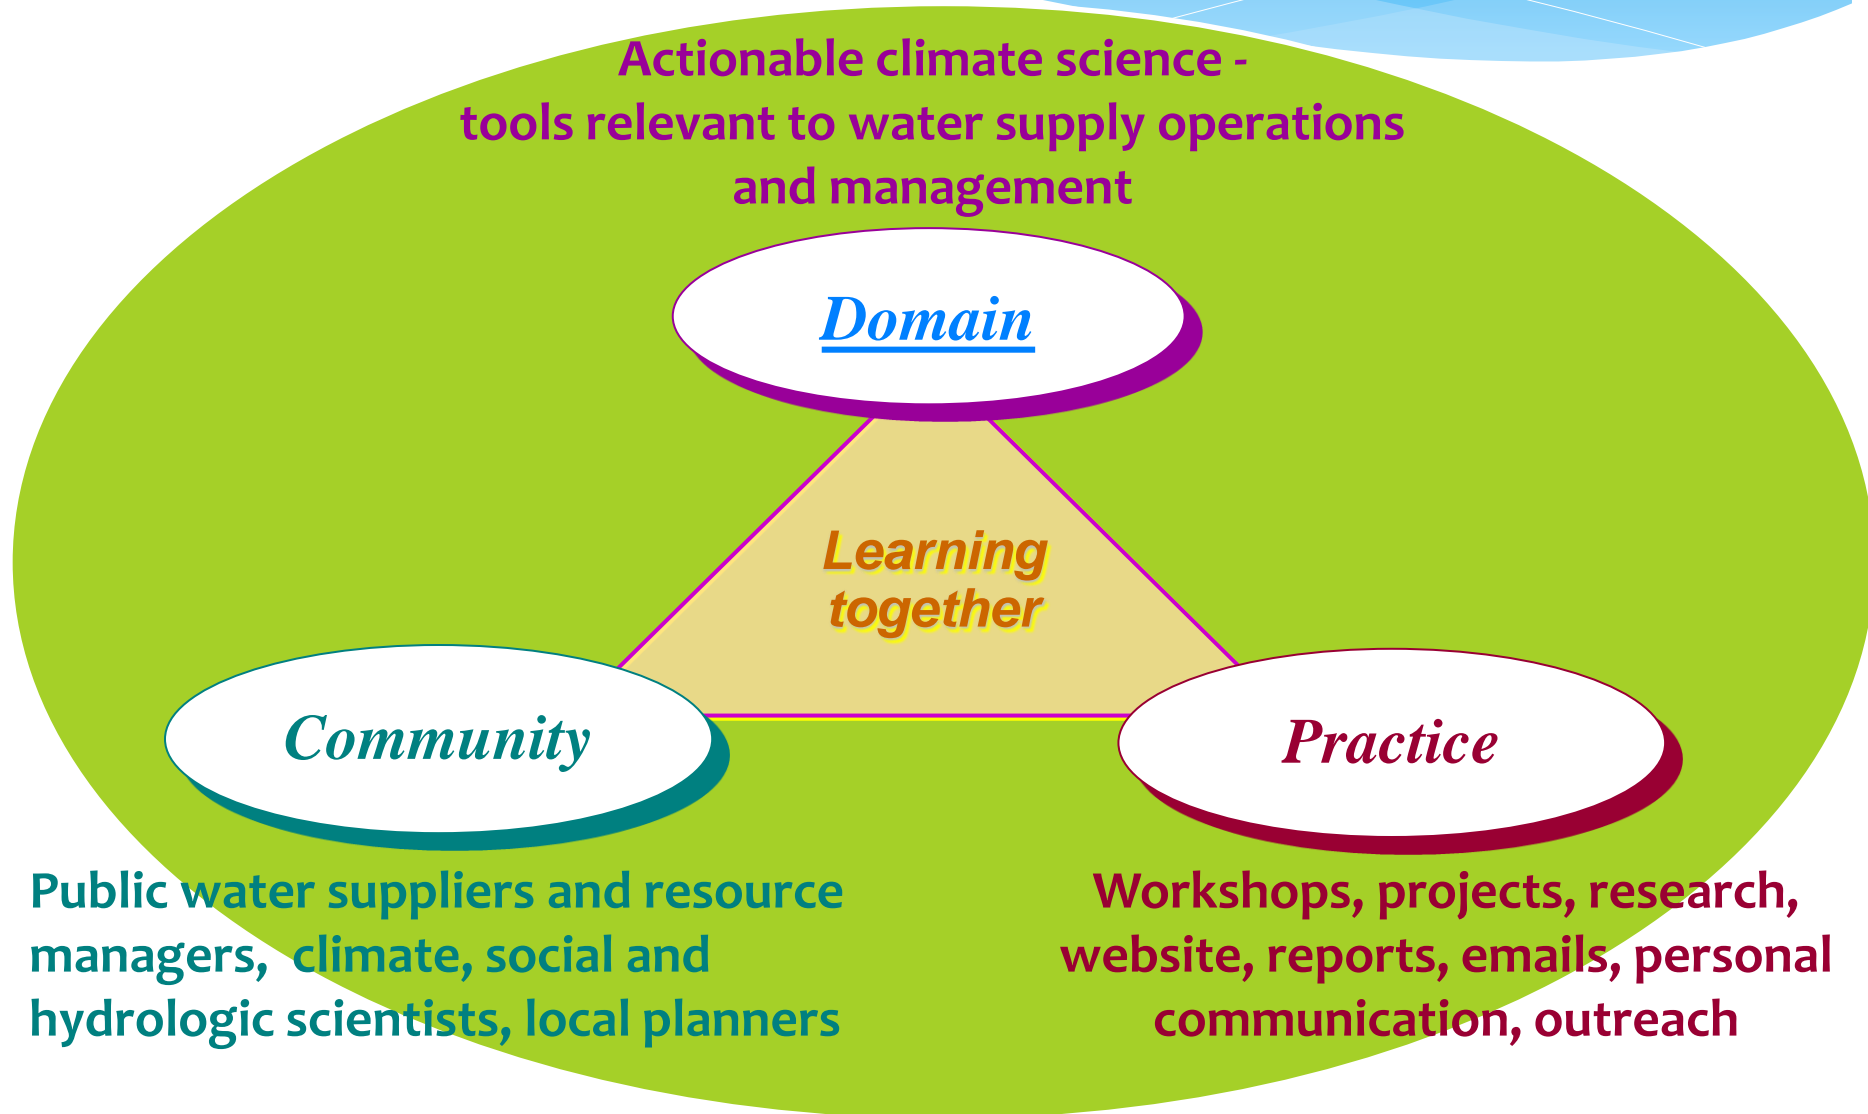 Actionable climate science -
tools relevant to water supply operations
and management
Domain
Learning
together
Community
Practice
Public water suppliers and resource
managers,  climate, social and
hydrologic scientists, local planners
Workshops, projects, research,
website, reports, emails, personal
communication, outreach